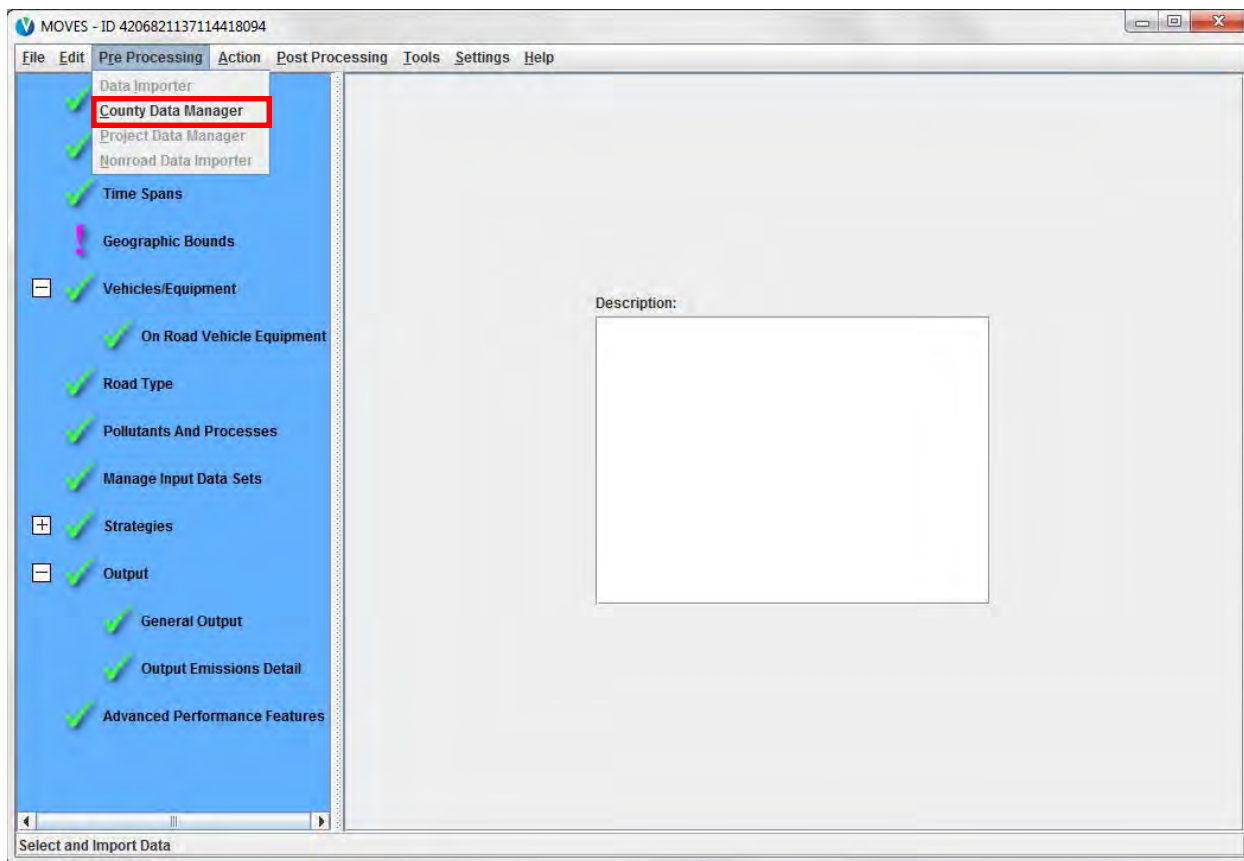 MOVES - ID 4206821137114418094
File Edit Pre Processing Action Post Processing Tools Settings Help
Data Importer
County Data Manager
Project Data Manager
Nonroad Data Importer
Time Spans
Geographic Bounds
Vehicles/Equipment
On Road Vehicle Equipment
Road Type
Pollutants And Processes
Manage Input Data Sets
Strategies
Output
General Output
Output Emissions Detail
Advanced Performance Features
Description:
Select and Import Data